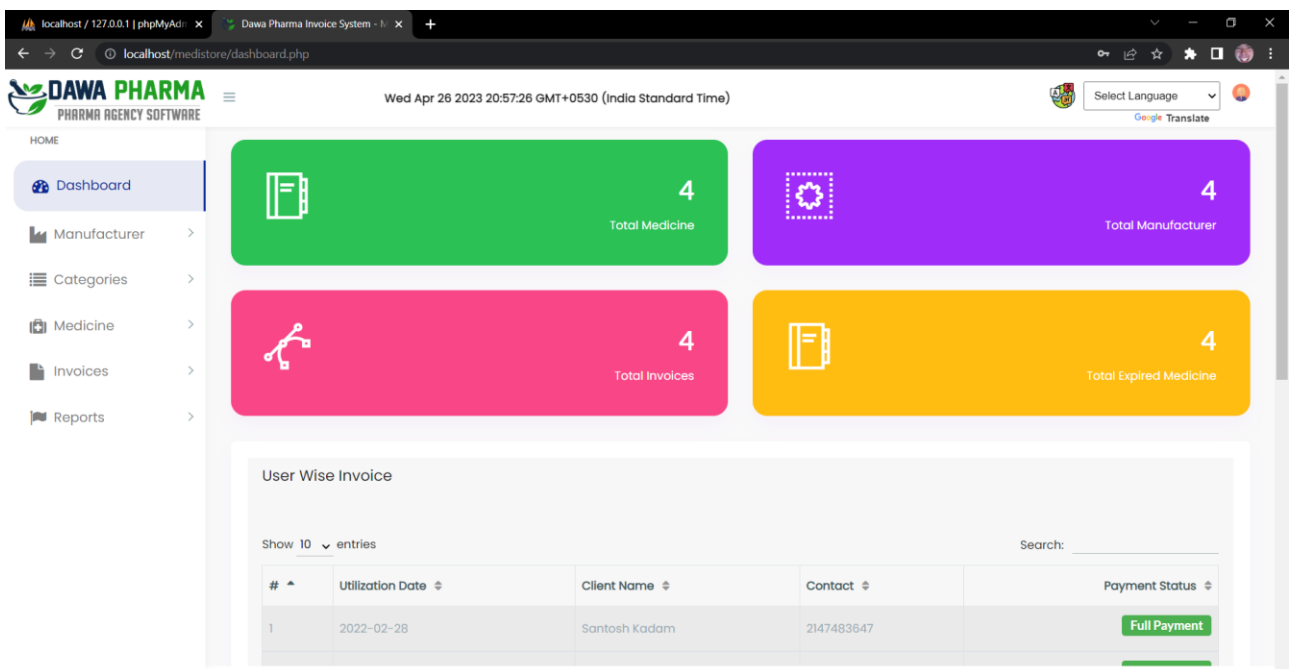 localhost / 127.0.0.1 | phpMyAdm
Dawa Pharma Invoice System - M
localhost/medistore/dashboard.php
DAWA PHARMA
PHARMA AGENCY SOFTWARE
Wed Apr 26 2023 20:57:26 GMT+0530 (India Standard Time)
Select Language
Google Translate
HOME
Dashboard
Manufacturer
Categories
Medicine
Invoices
Reports
4
Total Medicine
4
Total Manufacturer
4
Total Invoices
4
Total Expired Medicine
User Wise Invoice
Show 10 entries
Search:
# Utilization Date Client Name Contact Payment Status
1 2022-02-28 Santosh Kadam 2147483647 Full Payment